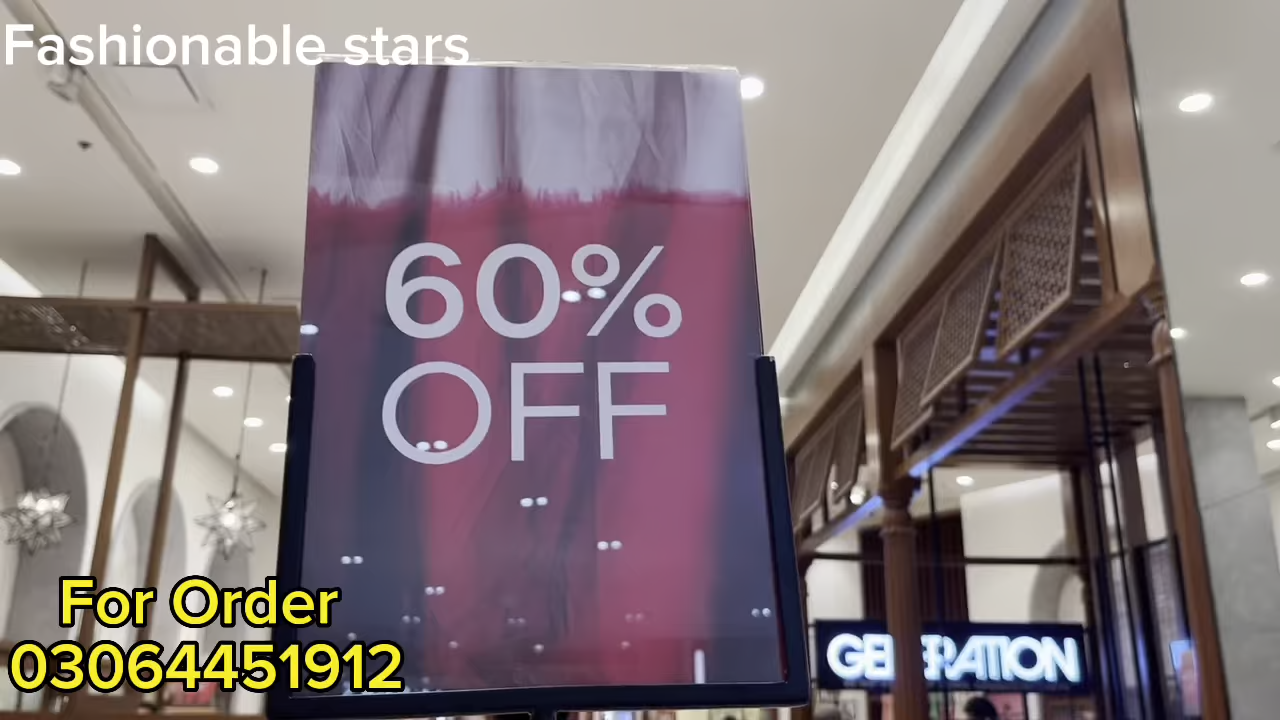 Fashionable stars
60%
OFF
For Order
03064451912
GENERATION